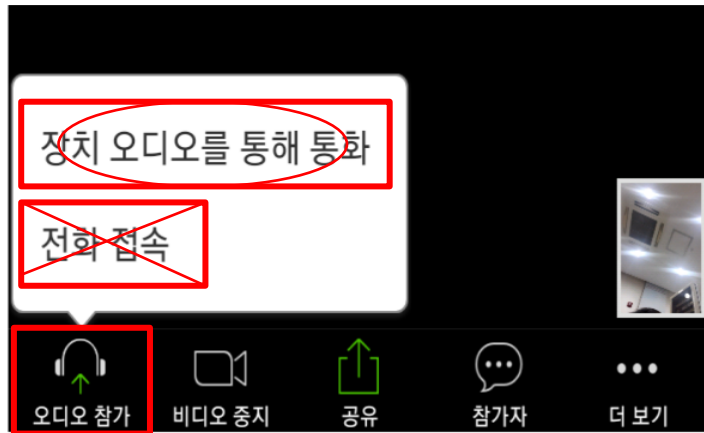 장치 오디오를 통해 통화
전화 접속
오디오 참가
비디오 중지
공유
참가자
더 보기